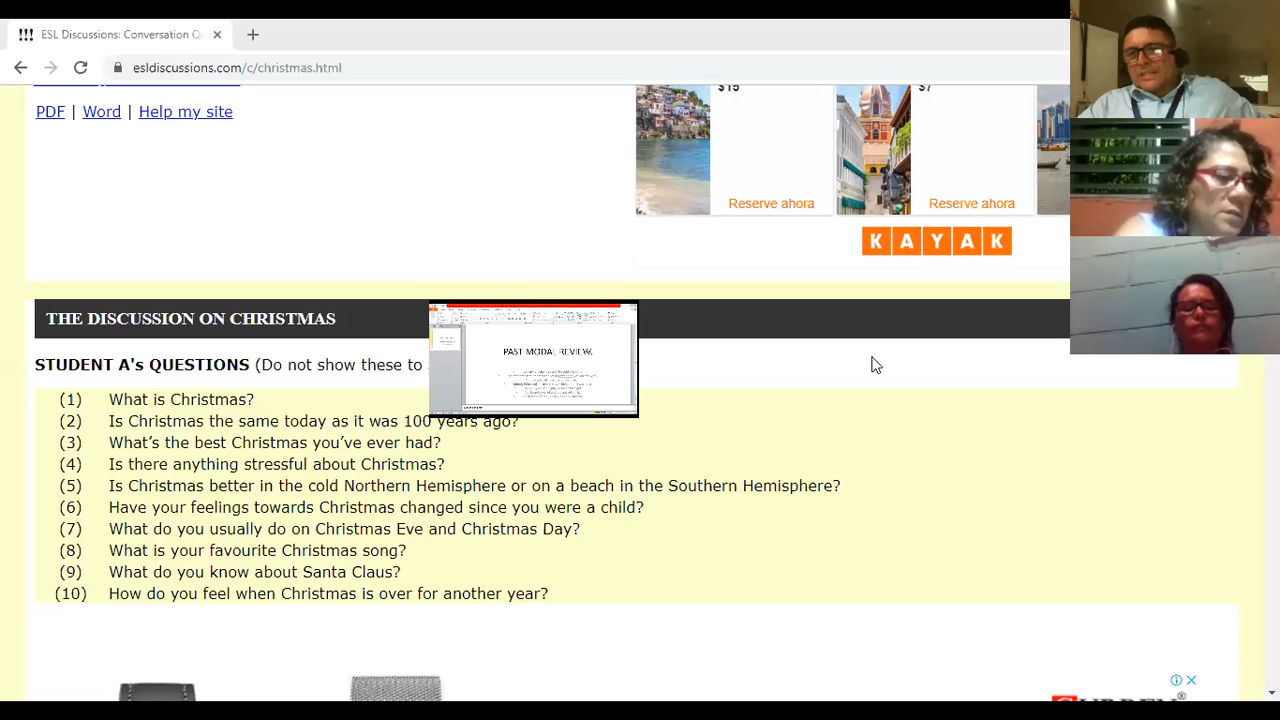 ESL Discussions: Conversation Q
esldiscussions.com/c/christmas.html
PDF | Word | Help my site
$15
$7
Reserve ahora
Reserve ahora
KAYAK
THE DISCUSSION ON CHRISTMAS
STUDENT A's QUESTIONS (Do not show these to
PAST MODAL REVIEW.
(1) What is Christmas?
(2) Is Christmas the same today as it was 100 years ago?
(3) What's the best Christmas you've ever had?
(4) Is there anything stressful about Christmas?
(5) Is Christmas better in the cold Northern Hemisphere or on a beach in the Southern Hemisphere?
(6) Have your feelings towards Christmas changed since you were a child?
(7) What do you usually do on Christmas Eve and Christmas Day?
(8) What is your favourite Christmas song?
(9) What do you know about Santa Claus?
(10) How do you feel when Christmas is over for another year?